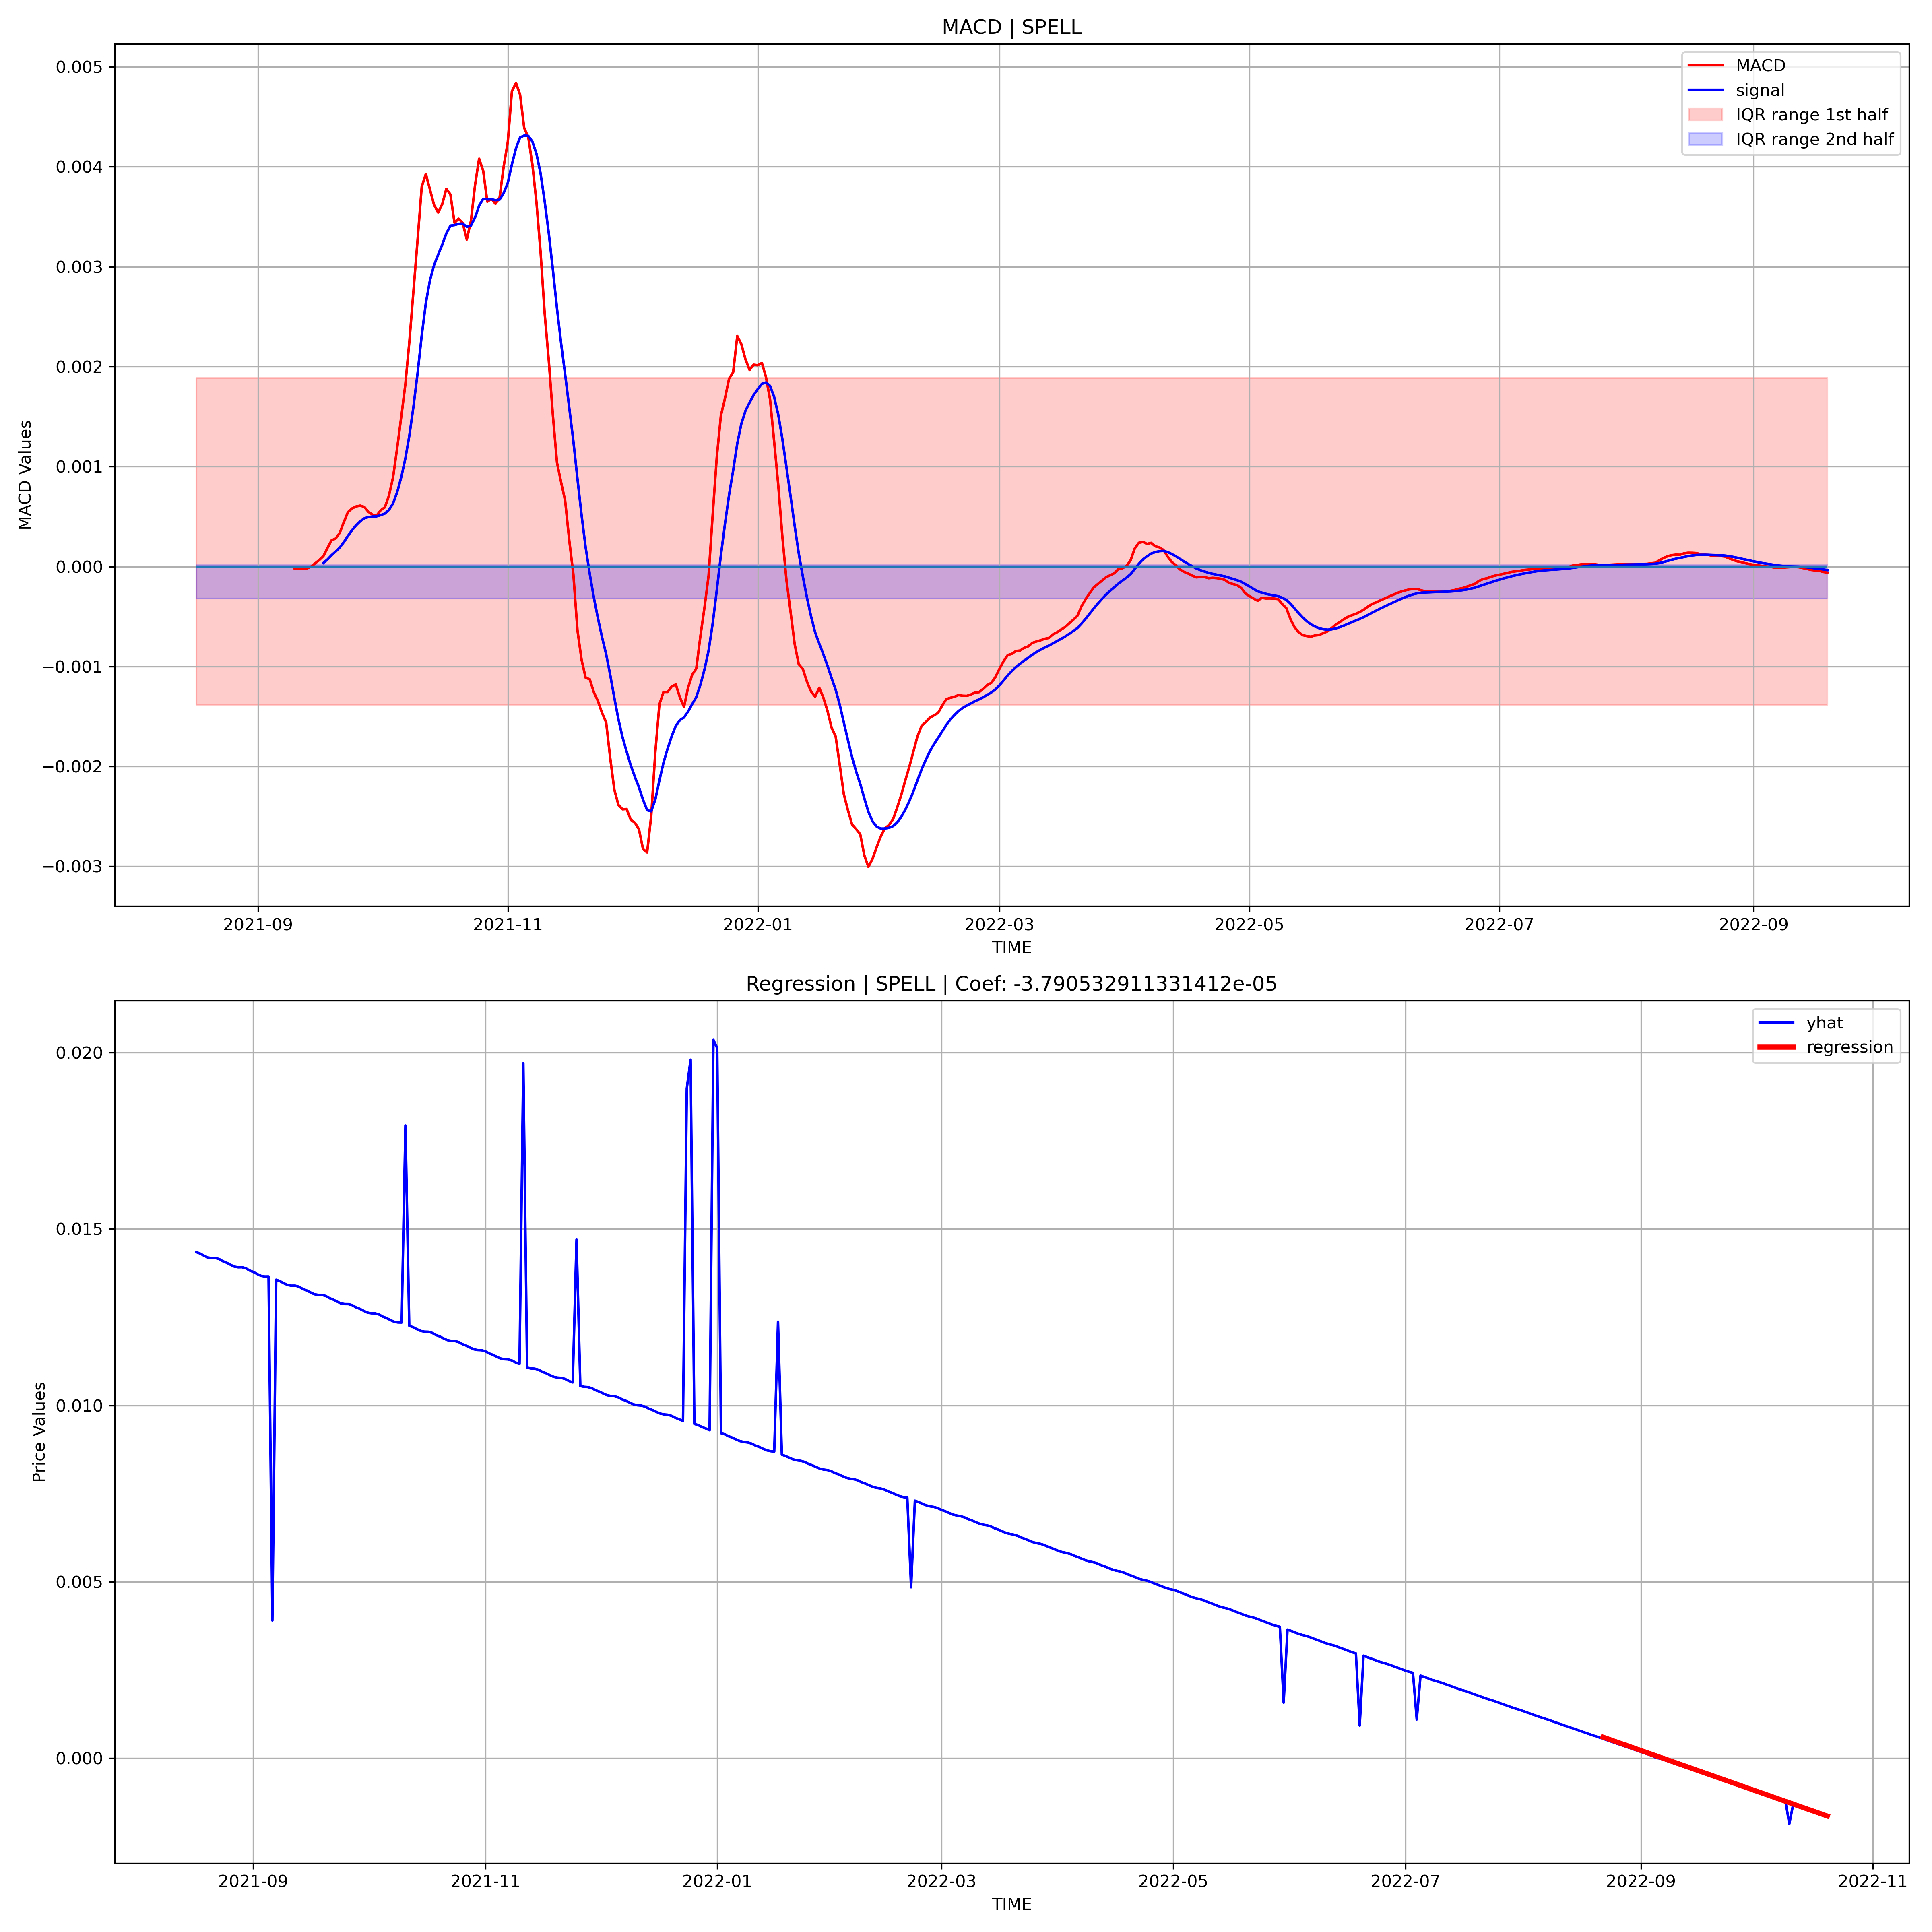 MACD | SPELL
MACD
signal
IQR range 1st half
IQR range 2nd half
MACD Values
0.005
0.004
0.003
0.002
0.001
0.000
−0.001
−0.002
−0.003
2021-09 2021-11 2022-01 2022-03 2022-05 2022-07 2022-09
TIME
Regression | SPELL | Coef: -3.790532911331412e-05
yhat
regression
Price Values
0.020
0.015
0.010
0.005
0.000
2021-09 2021-11 2022-01 2022-03 2022-05 2022-07 2022-09 2022-11
TIME